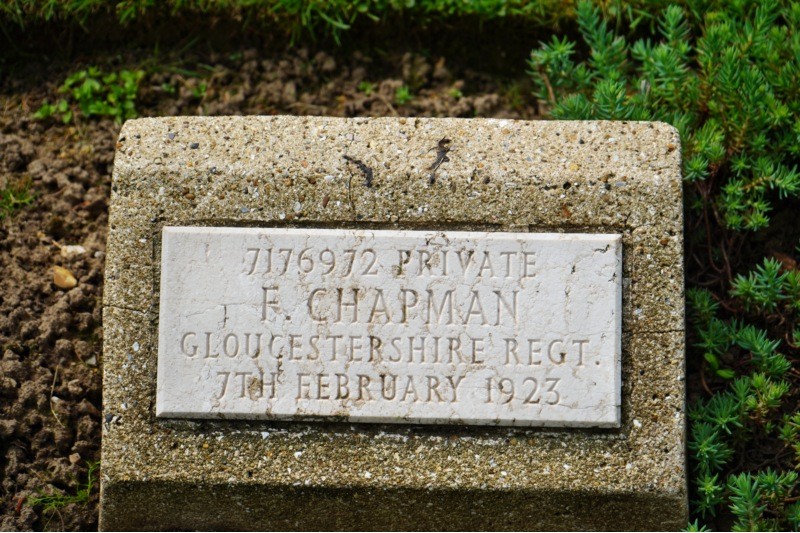 7176972 PRIVATE
F. CHAPMAN
GLOUCESTERSHIRE REGT.
7TH FEBRUARY 1923